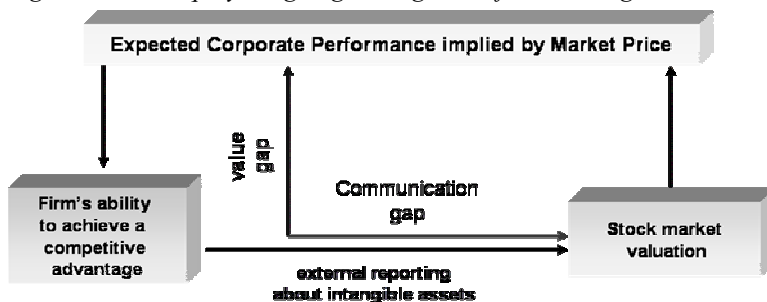 Expected Corporate Performance implied by Market Price
value
gap
Communication
gap
Firm's ability
to achieve a
competitive
advantage
Stock market
valuation
external reporting
about intangible assets